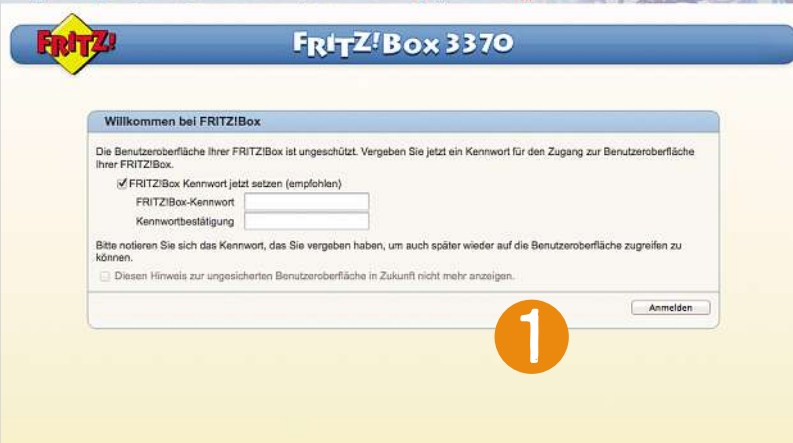 FRITZ!
FRITZ!Box 3370
Willkommen bei FRITZ!Box
Die Benutzeroberfläche Ihrer FRITZ!Box ist ungeschützt. Vergeben Sie jetzt ein Kennwort für den Zugang zur Benutzeroberfläche
Ihrer FRITZ!Box.
FRITZ!Box Kennwort jetzt setzen (empfohlen)
FRITZ!Box-Kennwort
Kennwortbestätigung
Bitte notieren Sie sich das Kennwort, das Sie vergeben haben, um auch später wieder auf die Benutzeroberfläche zugreifen zu
können.
Diesen Hinweis zur ungesicherten Benutzeroberfläche in Zukunft nicht mehr anzeigen.
Anmelden
1